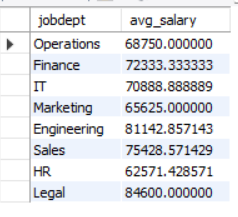 jobdept avg_salary
Operations 68750.000000
Finance 72333.333333
IT 70888.888889
Marketing 65625.000000
Engineering 81142.857143
Sales 75428.571429
HR 62571.428571
Legal 84600.000000